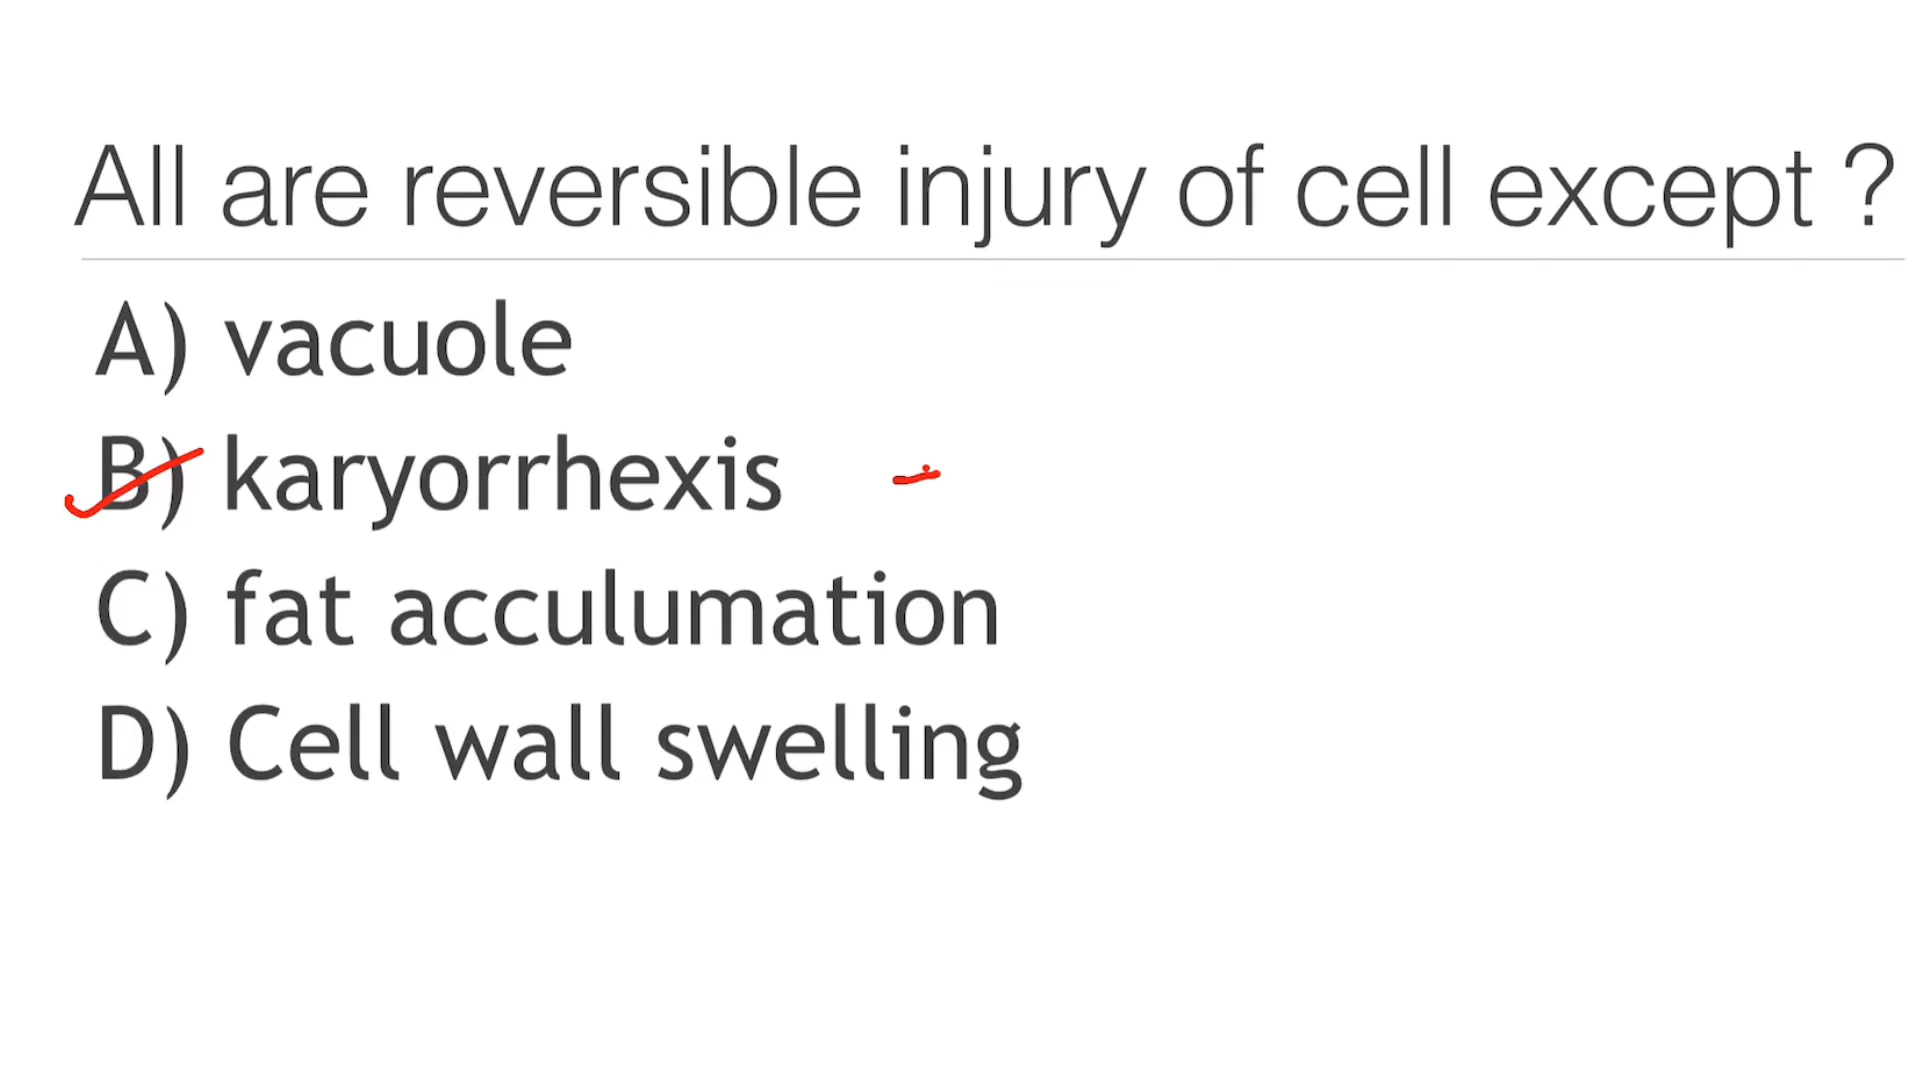 All are reversible injury of cell except ?
A) vacuole
B) karyorrhexis
C) fat acculumation
D) Cell wall swelling